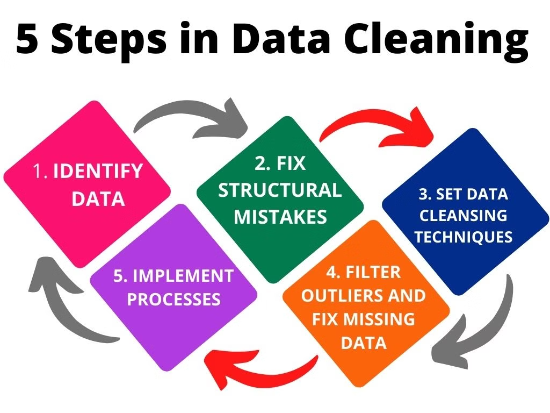 5 Steps in Data Cleaning
1. IDENTIFY
DATA
2. FIX
STRUCTURAL
MISTAKES
3. SET DATA
CLEANSING
TECHNIQUES
4. FILTER
OUTLIERS AND
FIX MISSING
DATA
5. IMPLEMENT
PROCESSES